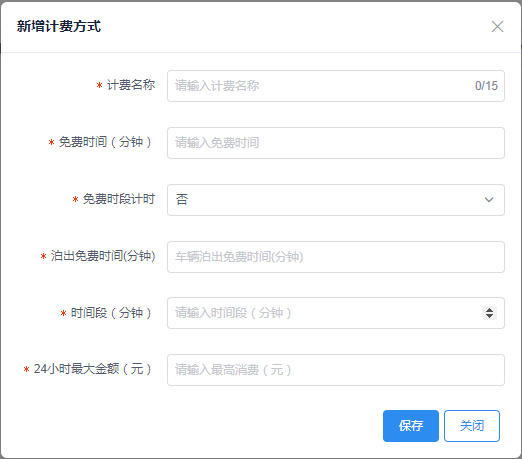 新增计费方式
* 计费名称 请输入计费名称 0/15
* 免费时间（分钟） 请输入免费时间
* 免费时段计时 否
* 泊出免费时间(分钟) 车辆泊出免费时间(分钟)
* 时间段（分钟） 请输入时间段（分钟）
* 24小时最大金额（元） 请输入最高消费（元）
保存 关闭